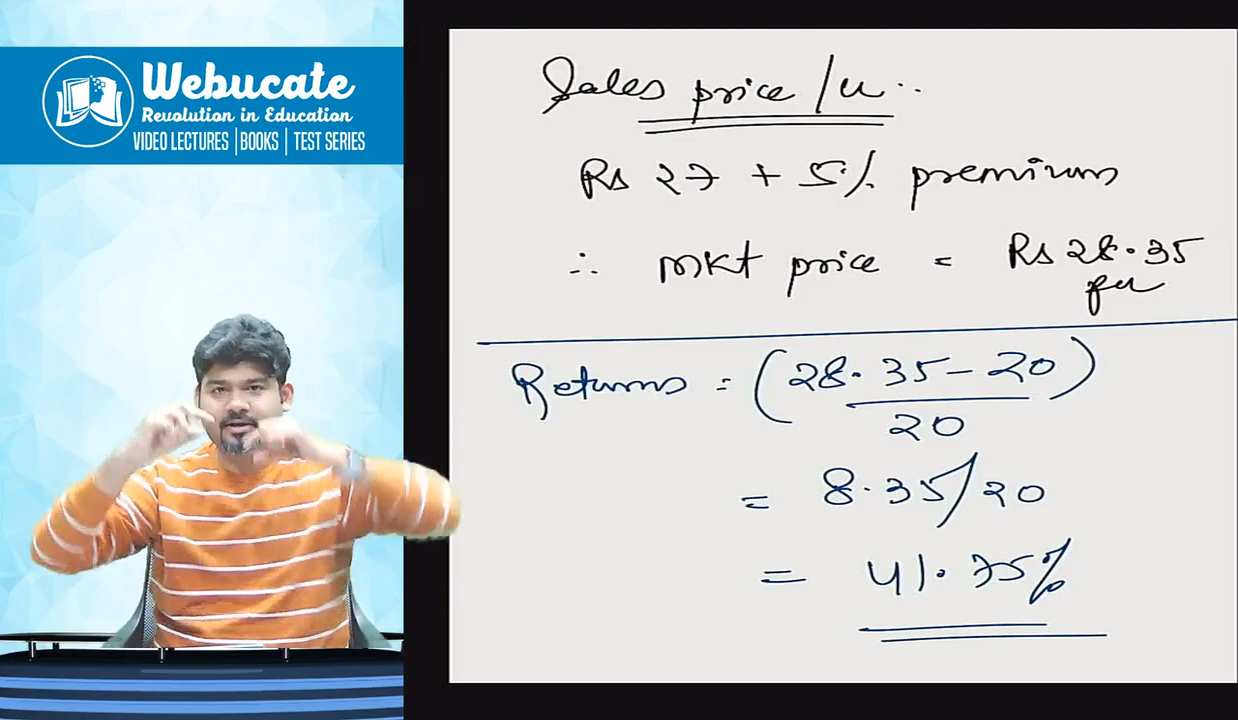 Webucate
Revolution in Education
VIDEO LECTURES | BOOKS | TEST SERIES
Sales price /u..
Rs 27 + 5% premium
∴ mkt price = Rs 28.35
per
Returns = (28.35 - 20)
20
= 8.35/20
= 41.75%